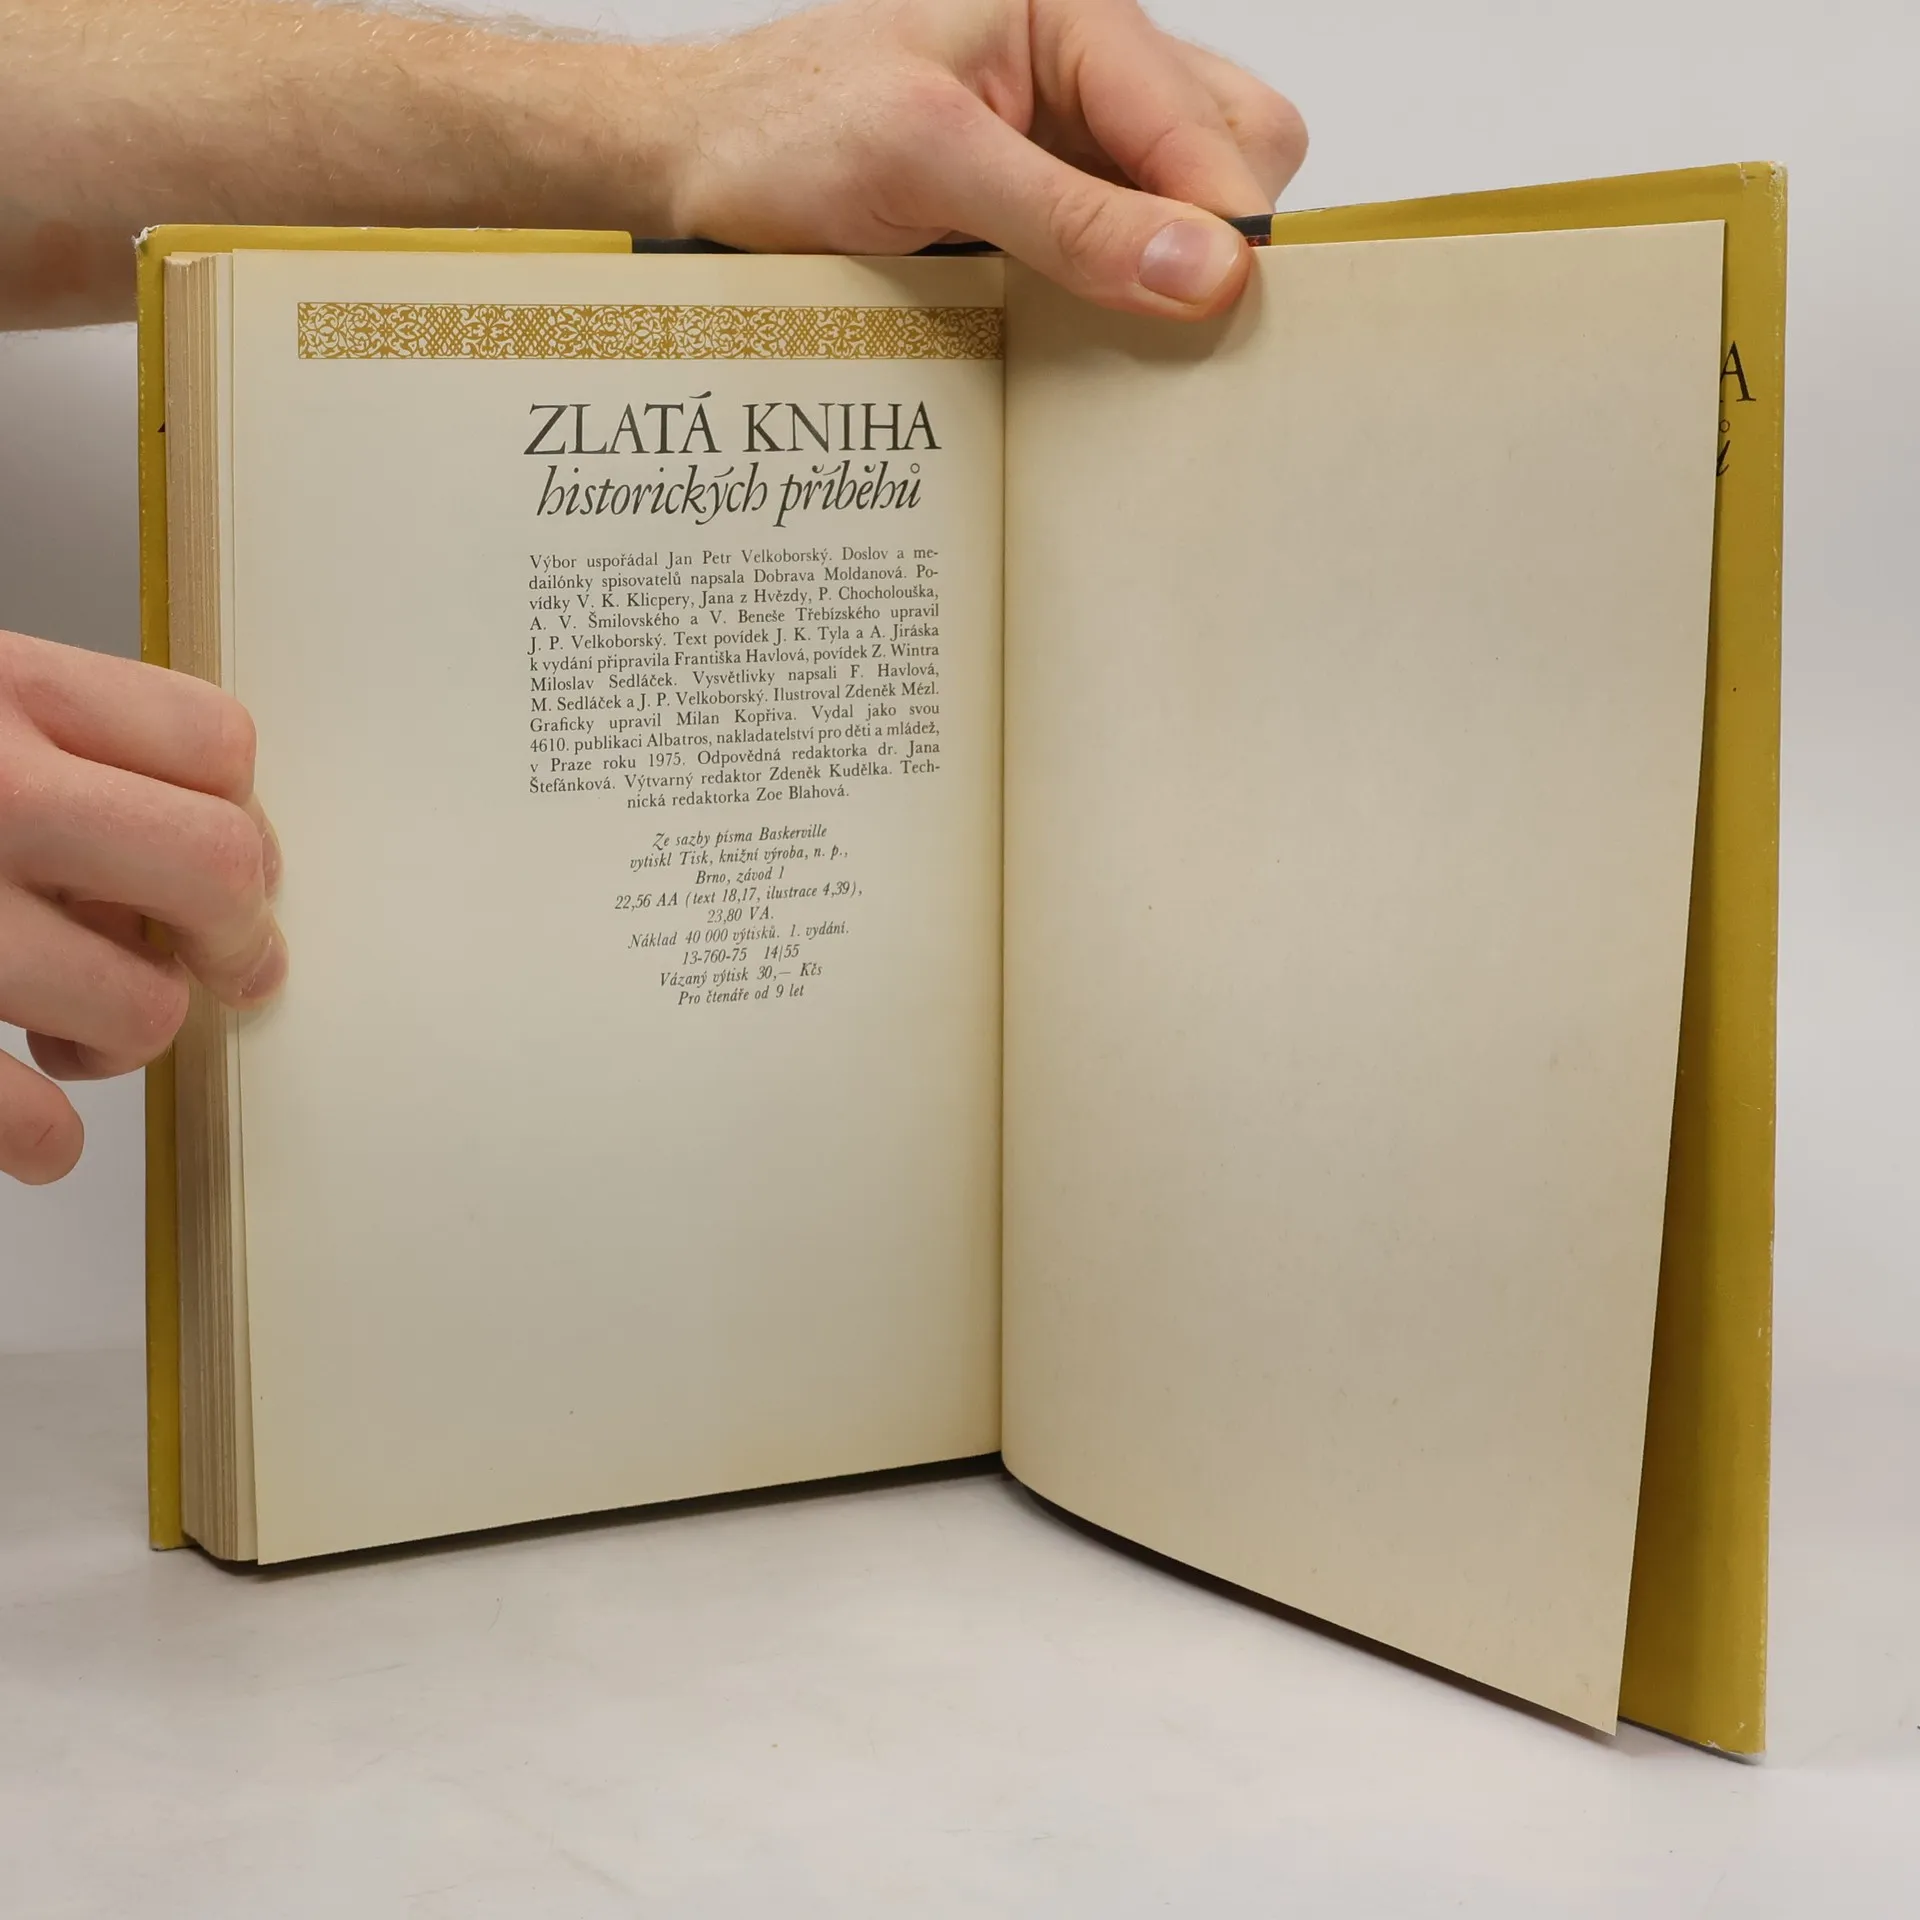 ZLATÁ KNIHA
historických příběhů
Výbor uspořádal Jan Petr Velkoborský. Doslov a me-
dailónky spisovatelů napsala Dobrava Moldanová. Po-
vídky V. K. Klicpery, Jana z Hvězdy, P. Chocholouška,
A. V. Šmilovského a V. Beneše Třebízského upravil
J. P. Velkoborský. Text povídek J. K. Tyla a A. Jiráska
k vydání připravila Františka Havlová, povídek Z. Wintra
Miloslav Sedláček. Vysvětlivky napsali F. Havlová,
M. Sedláček a J. P. Velkoborský. Ilustroval Zdeněk Mézl.
Graficky upravil Milan Kopřiva. Vydal jako svou
4610. publikaci Albatros, nakladatelství pro děti a mládež,
v Praze roku 1975. Odpovědná redaktorka dr. Jana
Štefánková. Výtvarný redaktor Zdeněk Kudělka. Tech-
nická redaktorka Zoe Blahová.
Ze sazby písma Baskerville
vytiskl Tisk, knižní výroba, n. p.,
Brno, závod 1
22,56 AA (text 18,17, ilustrace 4,39),
23,80 VA.
Náklad 40 000 výtisků. 1. vydání.
13-760-75 14/55
Vázaný výtisk 30,— Kčs
Pro čtenáře od 9 let
A
ů